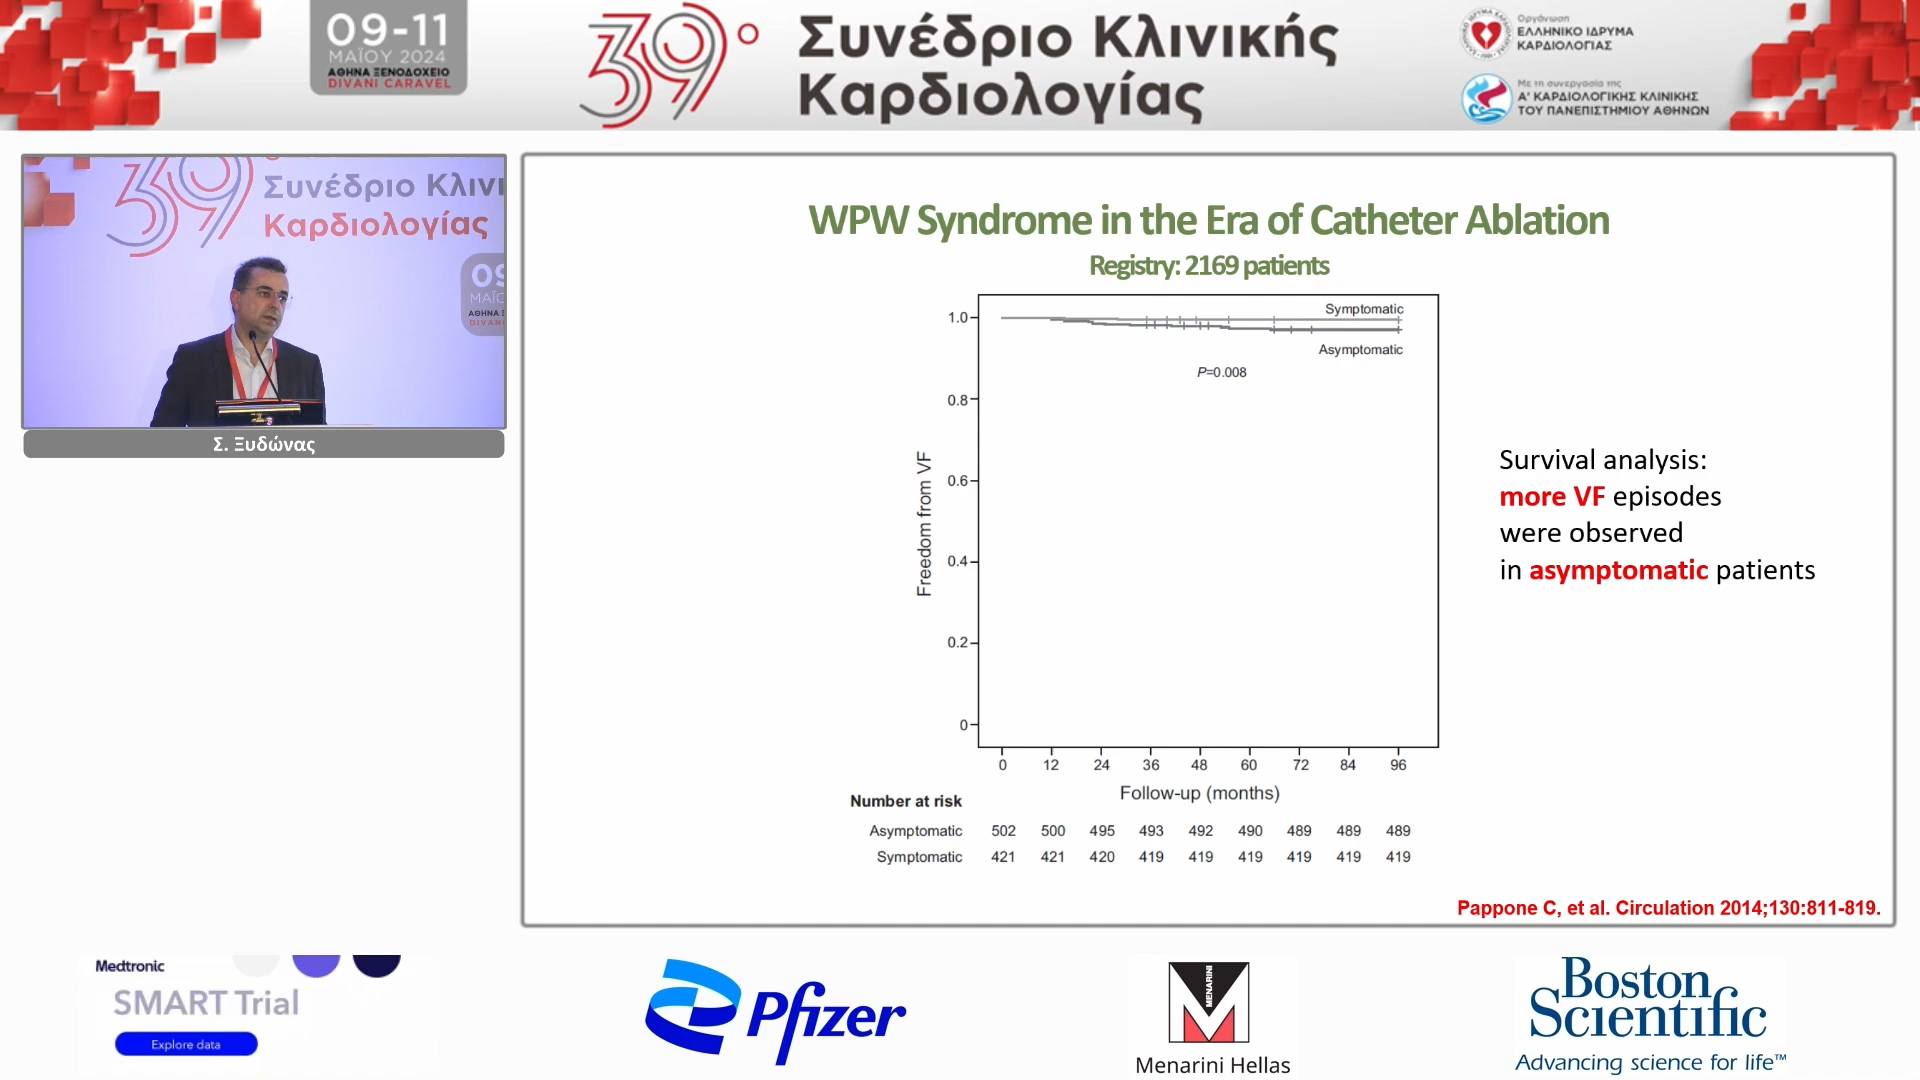 09-11
ΜΑΪΟΥ 2024
ΑΘΗΝΑ ΞΕΝΟΔΟΧΕΙΟ
DIVANI CARAVEL
39ο
Συνέδριο Κλινικής
Καρδιολογίας
Οργάνωση
ΕΛΛΗΝΙΚΟ ΙΔΡΥΜΑ
ΚΑΡΔΙΟΛΟΓΙΑΣ
Με τη συνεργασία της
Α' ΚΑΡΔΙΟΛΟΓΙΚΗΣ ΚΛΙΝΙΚΗΣ
ΤΟΥ ΠΑΝΕΠΙΣΤΗΜΙΟΥ ΑΘΗΝΩΝ
39
Συνέδριο Κλινι
Καρδιολογίας
09
ΜΑΪΟ
ΑΘΗΝΑ Ξ
DIVANI
Σ. Ξυδώνας
WPW Syndrome in the Era of Catheter Ablation
Registry: 2169 patients
Symptomatic
Asymptomatic
P=0.008
Freedom from VF
1.0
0.8
0.6
0.4
0.2
0
0 12 24 36 48 60 72 84 96
Follow-up (months)
Number at risk
Asymptomatic 502 500 495 493 492 490 489 489 489
Symptomatic 421 421 420 419 419 419 419 419 419
Survival analysis:
more VF episodes
were observed
in asymptomatic patients
Pappone C, et al. Circulation 2014;130:811-819.
Medtronic
SMART Trial
Explore data
Pfizer
MENARINI
Menarini Hellas
Boston
Scientific
Advancing science for life™